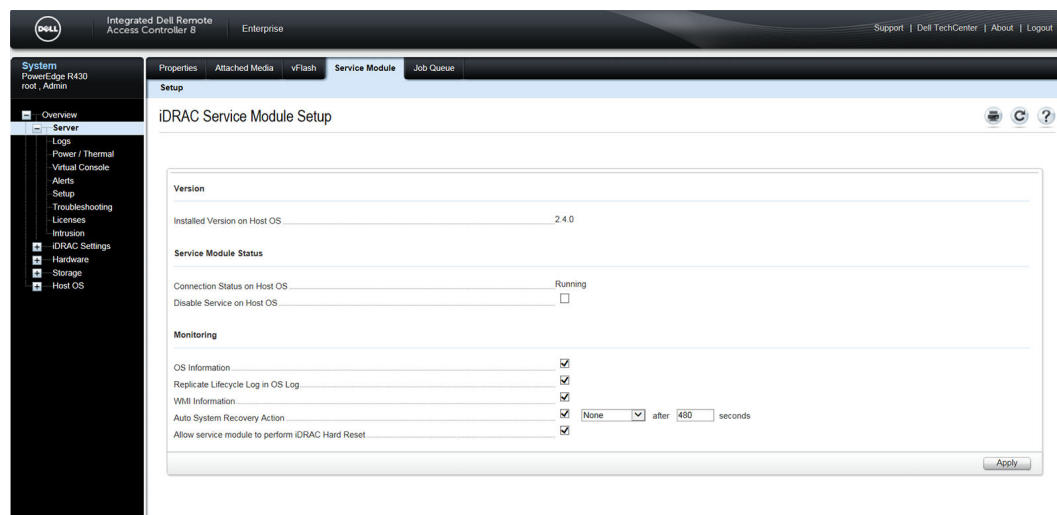 DELL
Integrated Dell Remote
Access Controller 8
Enterprise
Support | Dell TechCenter | About | Logout
System
PowerEdge R430
root , Admin
Properties Attached Media vFlash Service Module Job Queue
Setup
Overview
Server
Logs
Power / Thermal
Virtual Console
Alerts
Setup
Troubleshooting
Licenses
Intrusion
iDRAC Settings
Hardware
Storage
Host OS
iDRAC Service Module Setup
Version
Installed Version on Host OS 2.4.0
Service Module Status
Connection Status on Host OS Running
Disable Service on Host OS
Monitoring
OS Information
Replicate Lifecycle Log in OS Log
WMI Information
Auto System Recovery Action None after 480 seconds
Allow service module to perform iDRAC Hard Reset
Apply